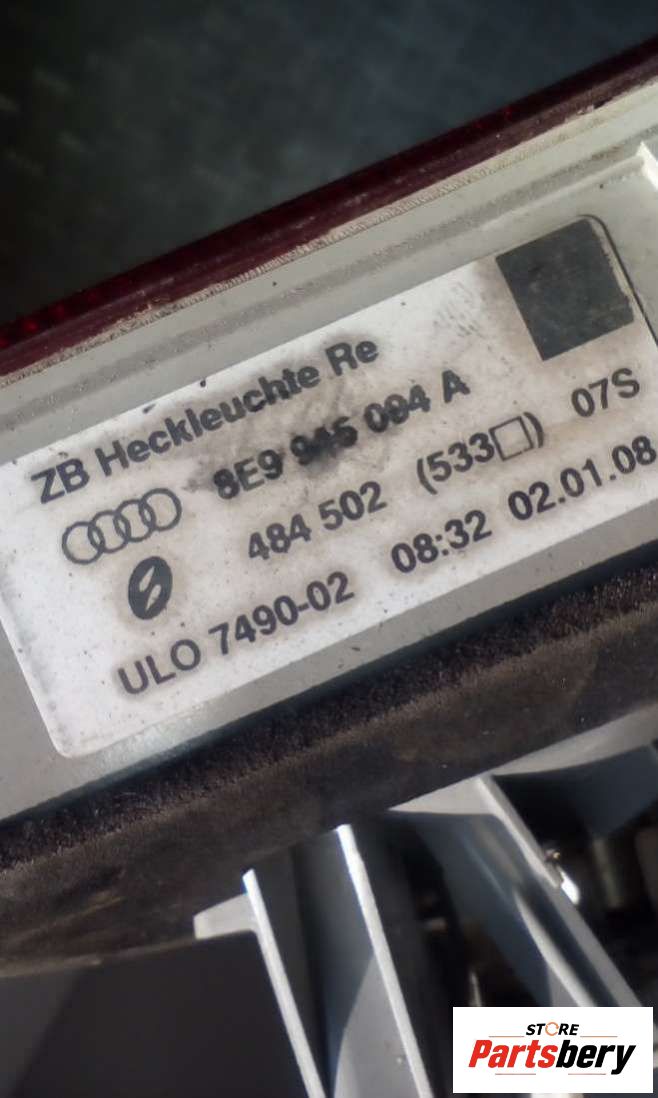 ZB Heckleuchte Re
8E9 945 094 A
484 502 (533□) 07S
ULO 7490-02 08:32 02.01.08
STORE
Partsbery